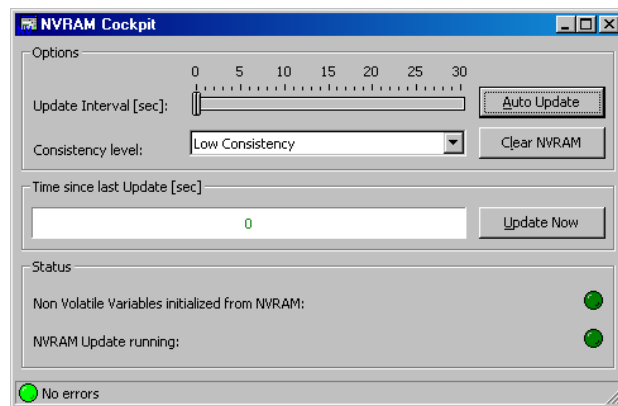 NVRAM Cockpit
Options
0 5 10 15 20 25 30
Update Interval [sec]:
Auto Update
Consistency level:
Low Consistency
Clear NVRAM
Time since last Update [sec]
0
Update Now
Status
Non Volatile Variables initialized from NVRAM:
NVRAM Update running:
No errors